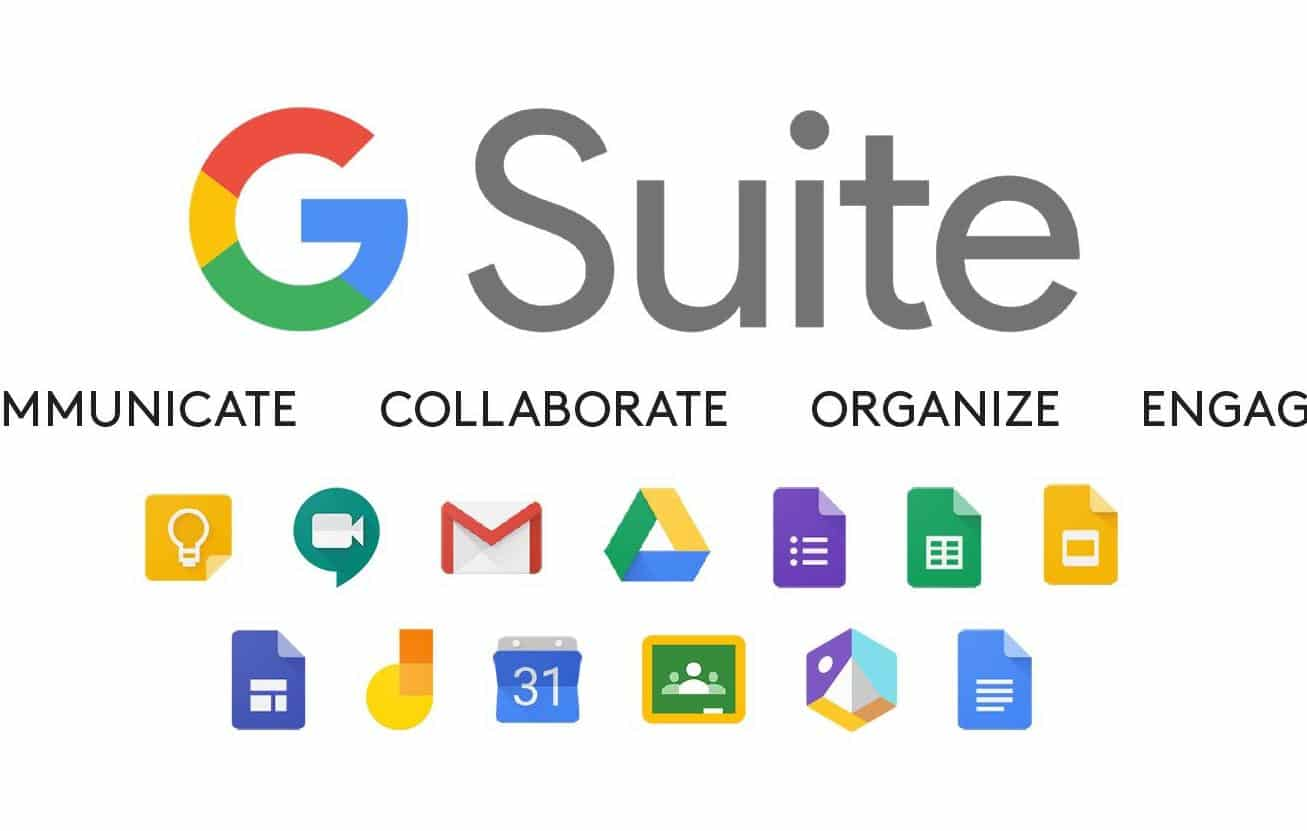 G Suite
MMUNICATE COLLABORATE ORGANIZE ENGAG
31